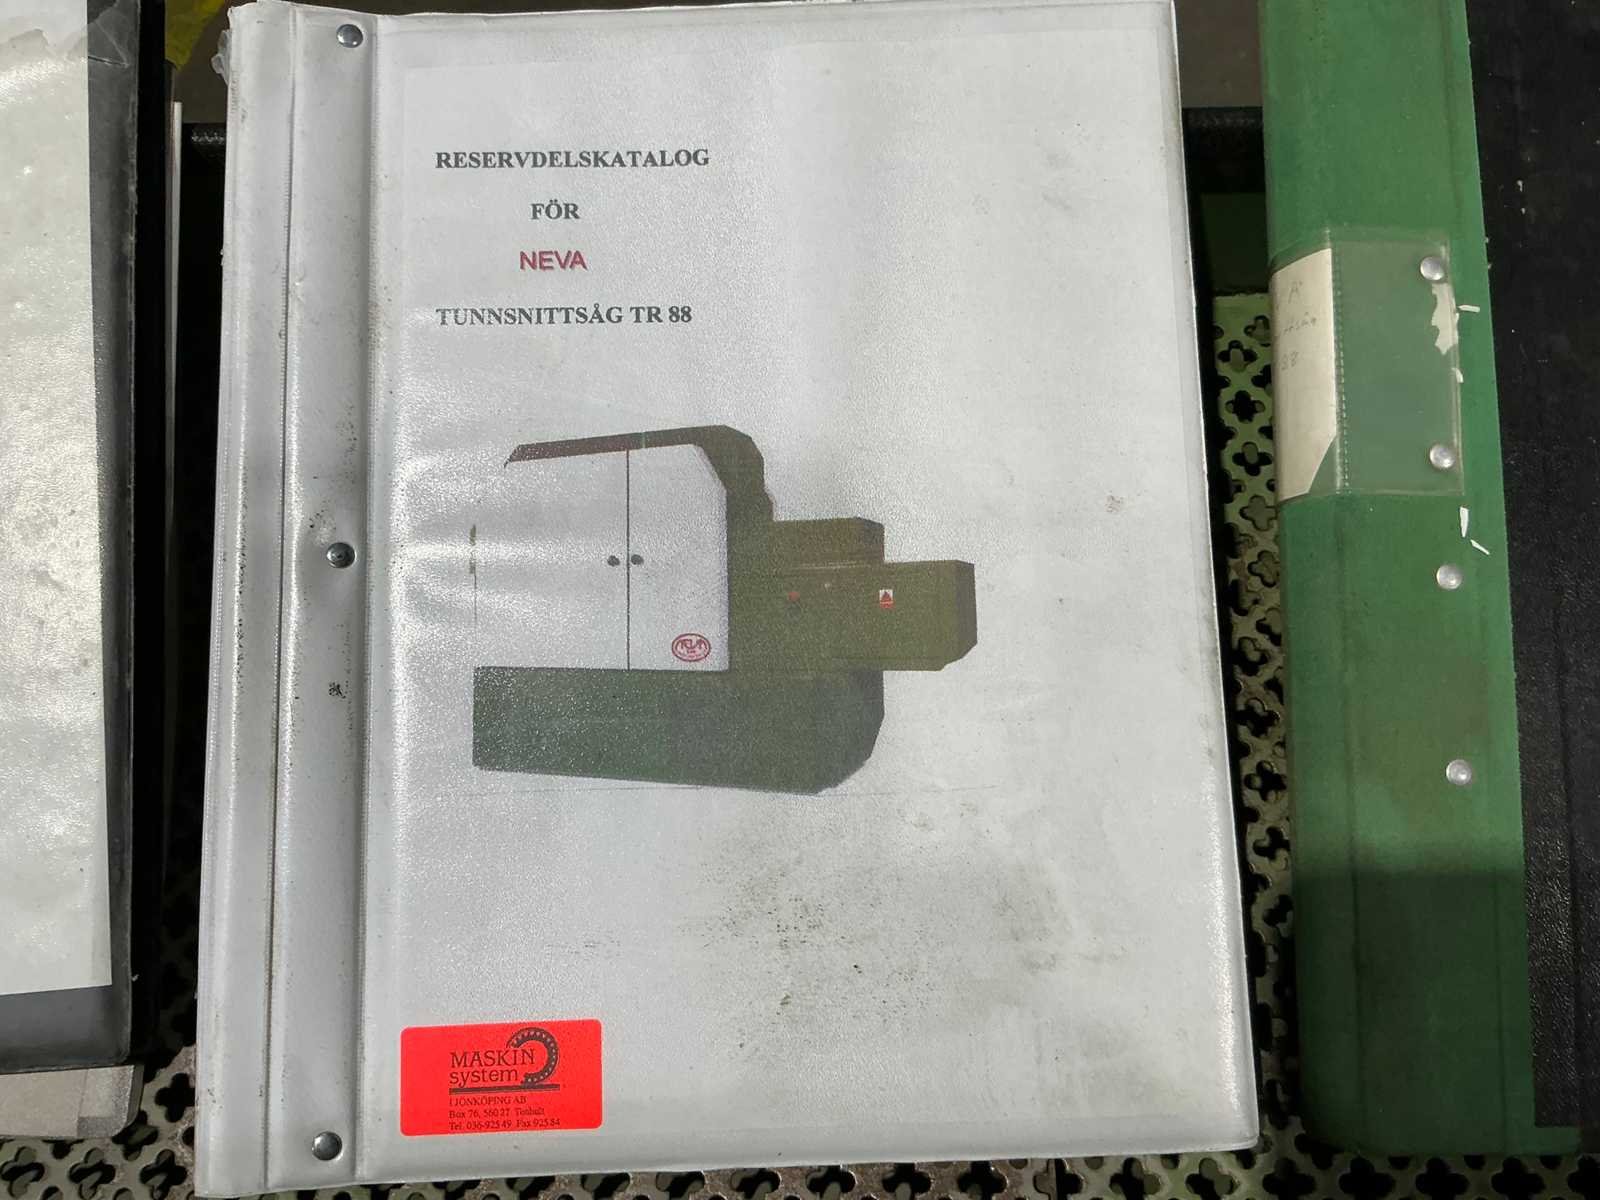 RESERVDELSKATALOG
FÖR
NEVA
TUNNSNITTSÅG TR 88
NEVA
MASKIN
system
I JÖNKÖPING AB
Box 76, 560 27 Tenhult
Tel. 036-925 49 Fax 925 84